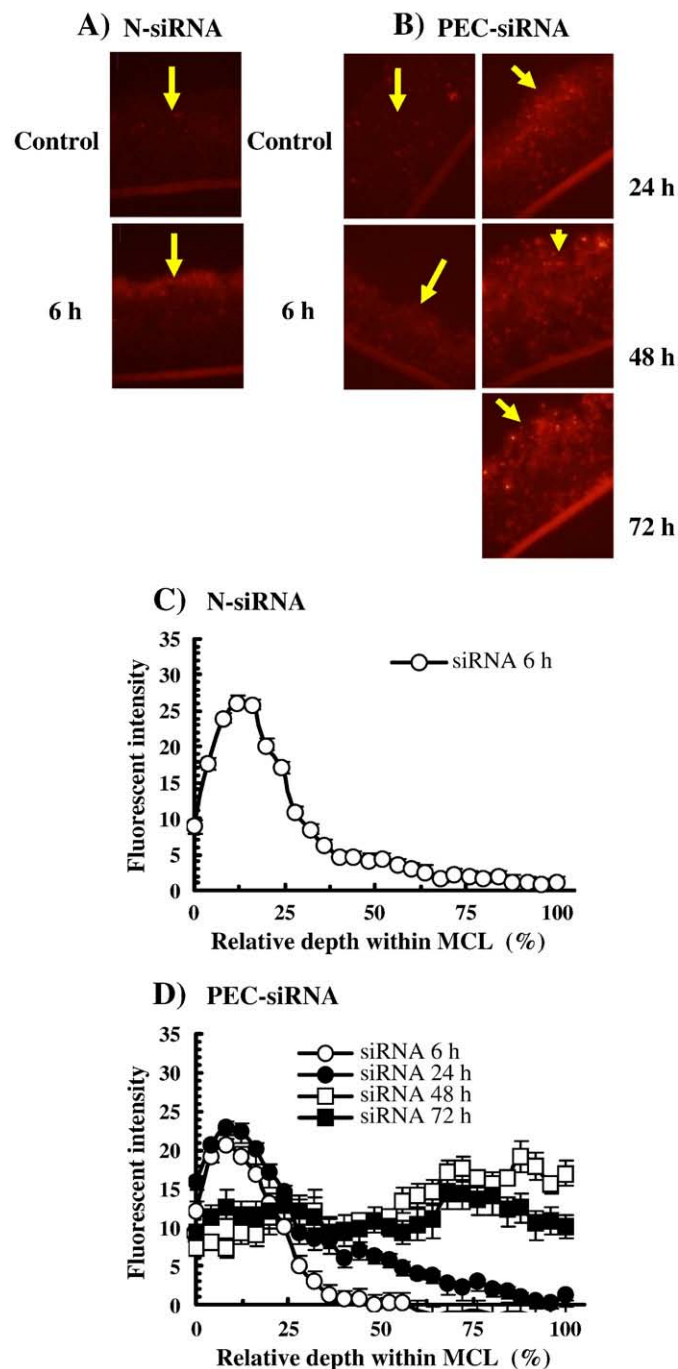 A) N-siRNA
B) PEC-siRNA
Control
Control
24 h
6 h
6 h
48 h
72 h
C) N-siRNA
35
30
25
20
15
10
5
0
Fluorescent intensity
siRNA 6 h
0 25 50 75 100
Relative depth within MCL (%)
D) PEC-siRNA
35
30
25
20
15
10
5
0
Fluorescent intensity
siRNA 6 h
siRNA 24 h
siRNA 48 h
siRNA 72 h
0 25 50 75 100
Relative depth within MCL (%)